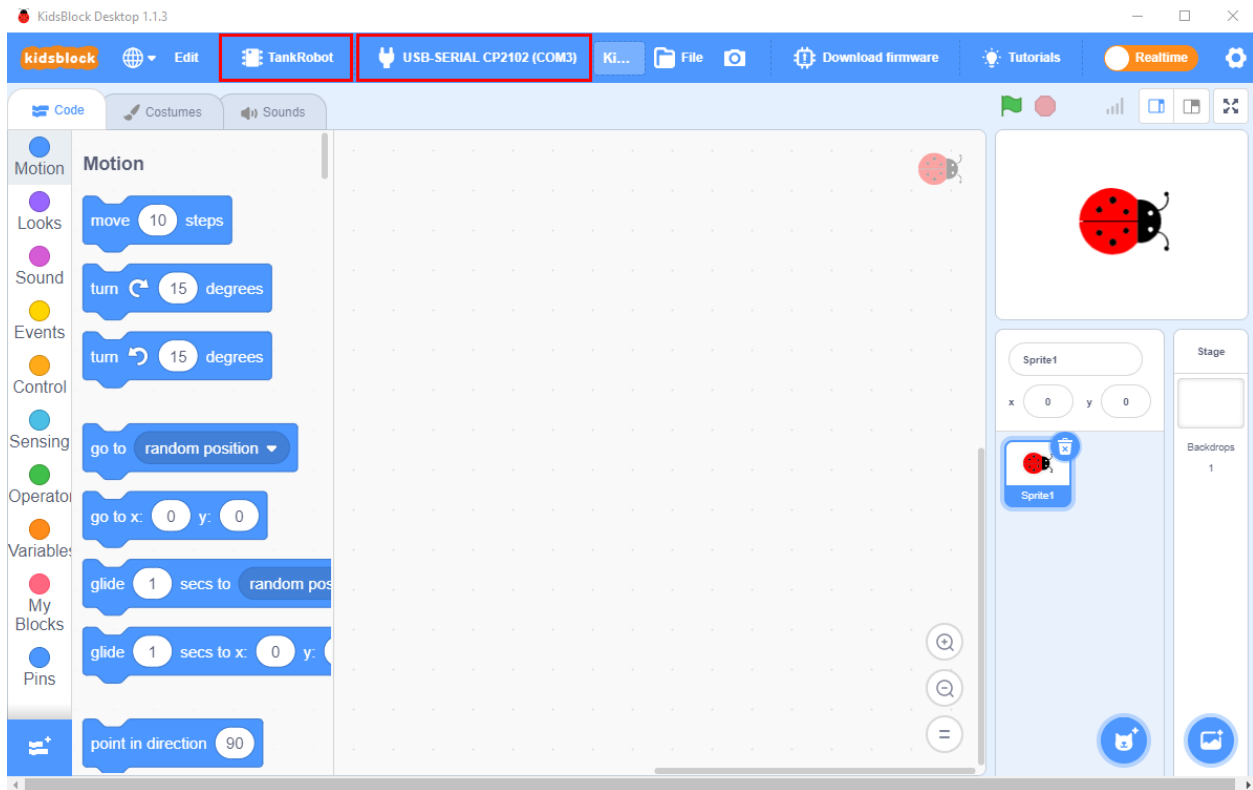 KidsBlock Desktop 1.1.3
kidsblock Edit TankRobot USB-SERIAL CP2102 (COM3) Ki... File Download firmware Tutorials Realtime
Code Costumes Sounds
Motion
Looks
Sound
Events
Control
Sensing
Operator
Variables
My
Blocks
Pins
Motion
move 10 steps
turn 15 degrees
turn 15 degrees
go to random position
go to x: 0 y: 0
glide 1 secs to random pos
glide 1 secs to x: 0 y:
point in direction 90
Sprite1
x 0 y 0
Sprite1
Stage
Backdrops
1